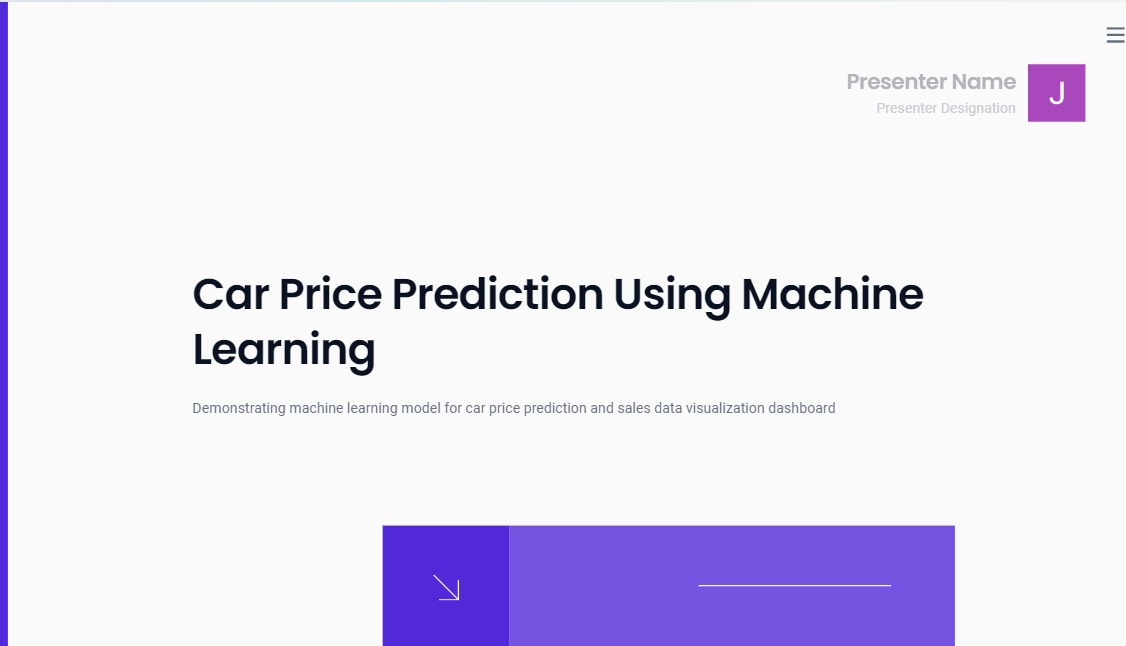 Presenter Name
Presenter Designation
J
Car Price Prediction Using Machine
Learning
Demonstrating machine learning model for car price prediction and sales data visualization dashboard